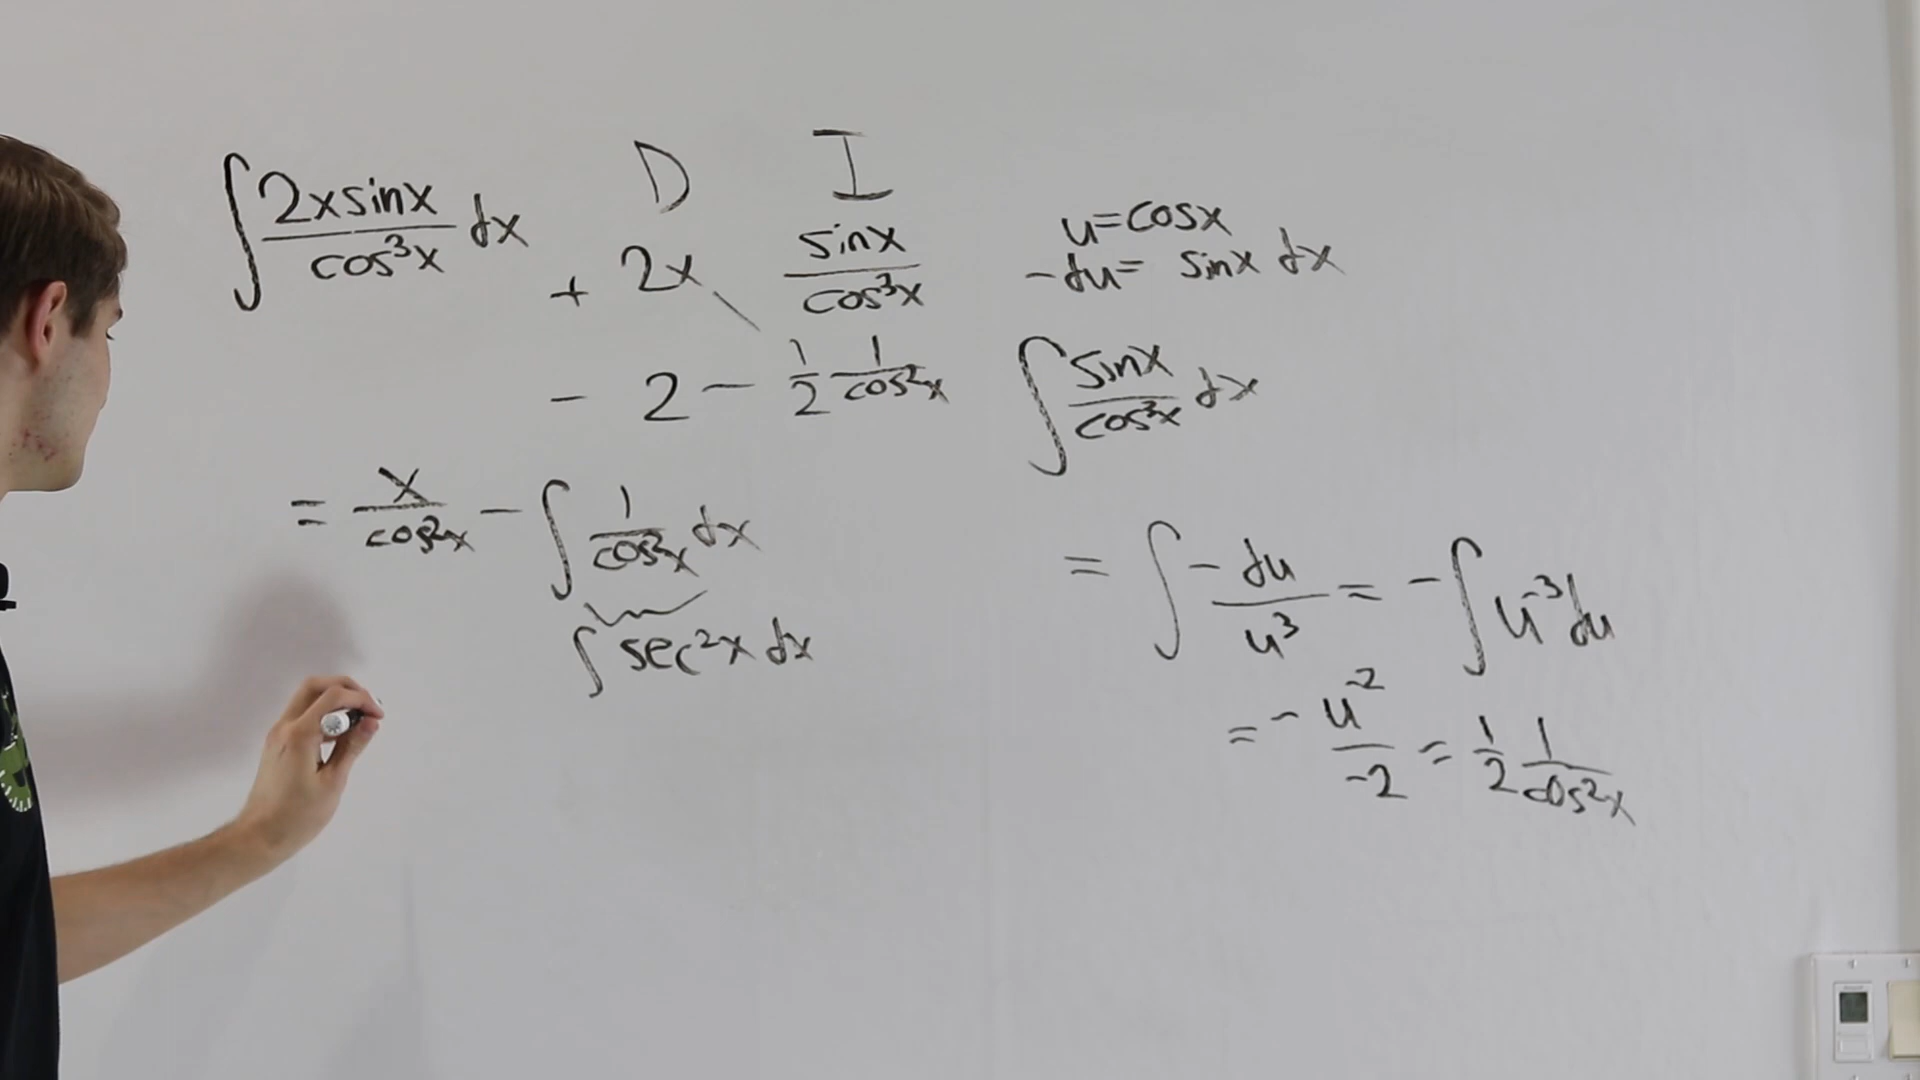 ∫ 2x sinx / cos³x dx
D I
+ 2x sinx / cos³x
- 2 - 1/2 1/cos²x
= x/cos²x - ∫ 1/cos²x dx
∫ sec²x dx
u = cosx
-du = sinx dx
∫ sinx / cos³x dx
= ∫ -du / u³ = - ∫ u⁻³ du
= - u⁻² / -2 = 1/2 1/cos²x